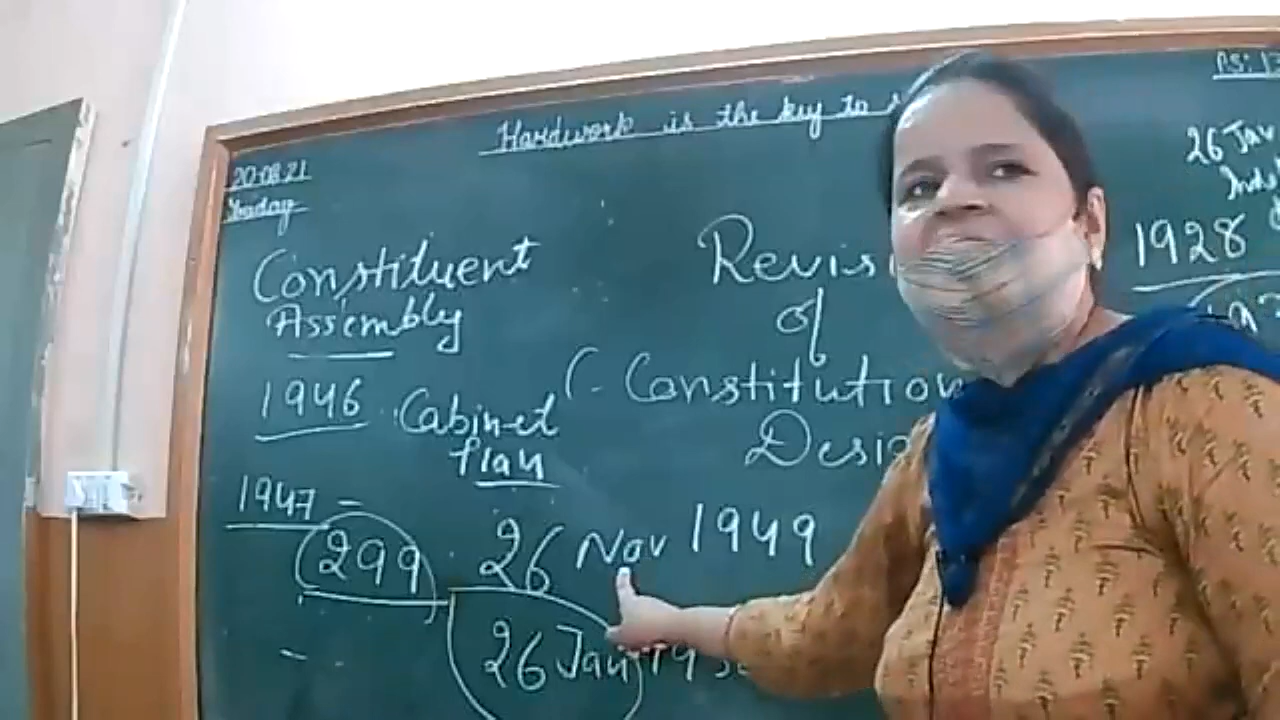 Hardwork is the key to
20-08-21
Constituent
Assembly
1946 Cabinet
Plan
1947 -
299
26 Nov 1949
26 Jan 19
Revis
of
(- Constitution
Desig
26 Jan
1928